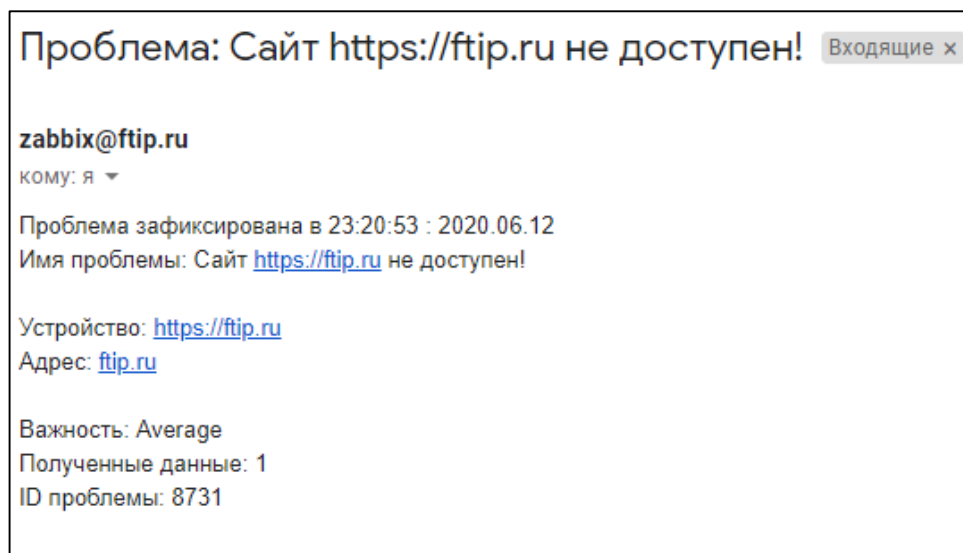 Проблема: Сайт https://ftip.ru не доступен! Входящие ×
zabbix@ftip.ru
кому: я
Проблема зафиксирована в 23:20:53 : 2020.06.12
Имя проблемы: Сайт https://ftip.ru не доступен!
Устройство: https://ftip.ru
Адрес: ftip.ru
Важность: Average
Полученные данные: 1
ID проблемы: 8731